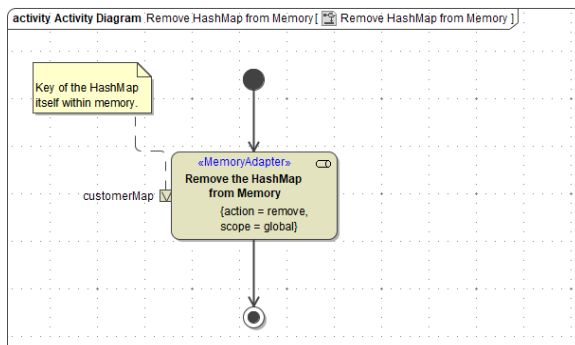 activity Activity Diagram Remove HashMap from Memory[ Remove HashMap from Memory ]
Key of the HashMap
itself within memory.
«MemoryAdapter»
Remove the HashMap
from Memory
customerMap
{action = remove,
scope = global}